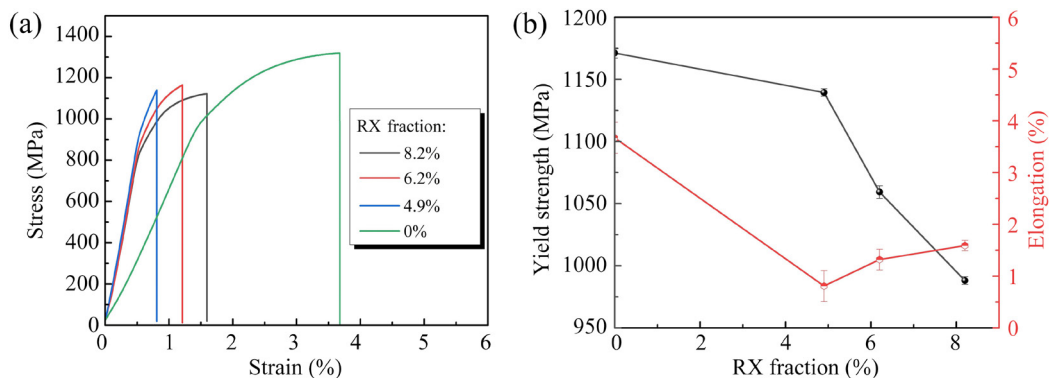 (a)
1400
1200
1000
800
600
400
200
0
Stress (MPa)
0 1 2 3 4 5 6
Strain (%)
RX fraction:
8.2%
6.2%
4.9%
0%
(b)
1200
1150
1100
1050
1000
950
Yield strength (MPa)
0 2 4 6 8
RX fraction (%)
6
5
4
3
2
1
0
Elongation (%)